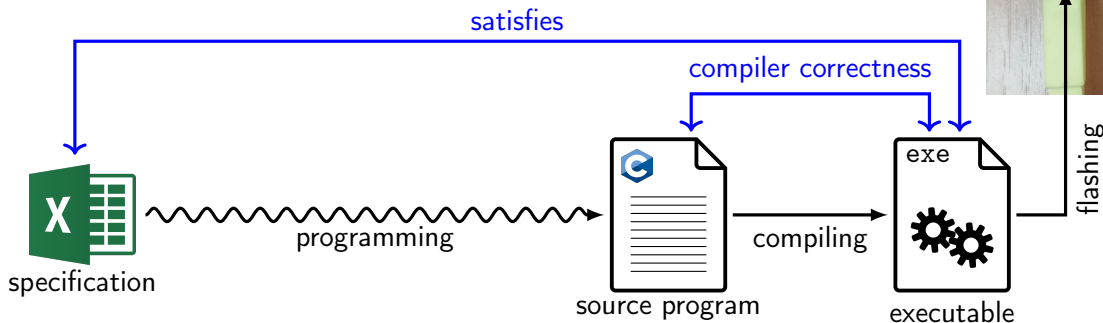 satisfies
compiler correctness
flashing
X
C
exe
programming
compiling
specification
source program
executable